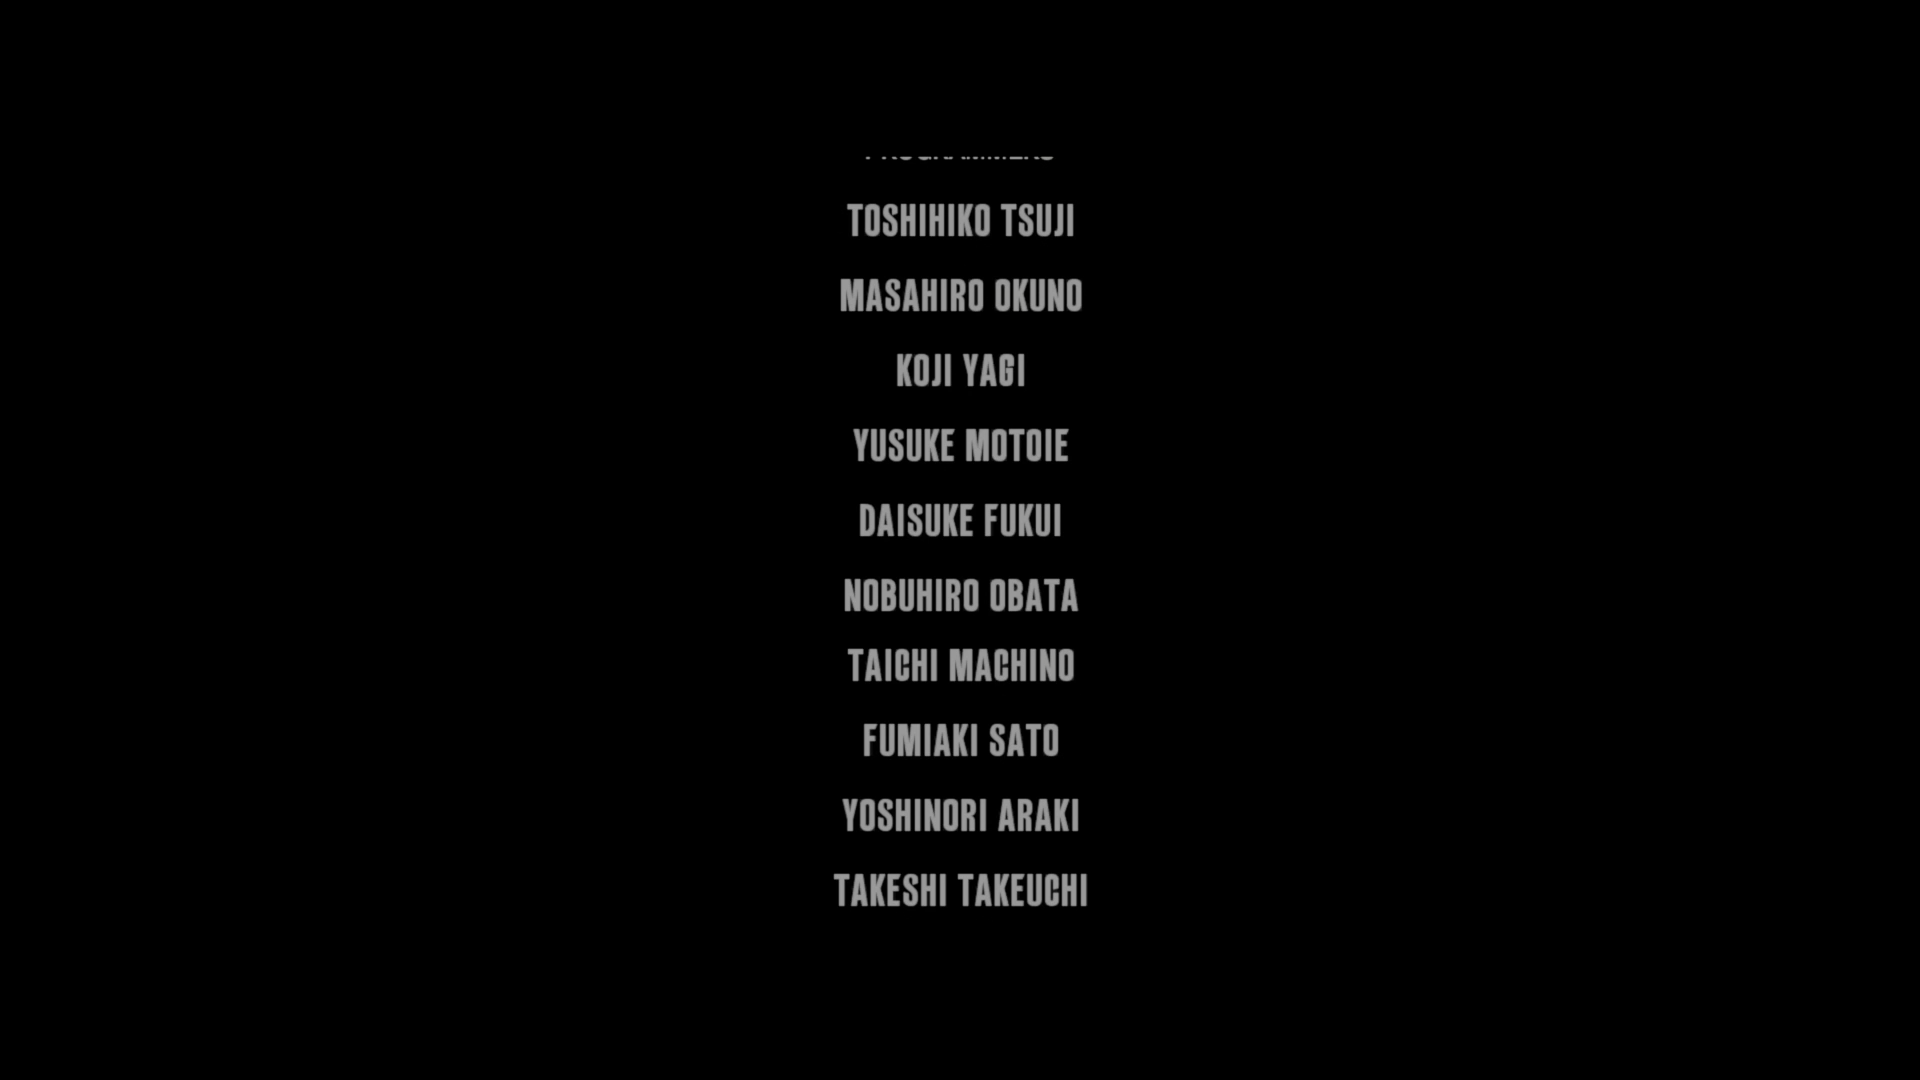 PROGRAMMERS
TOSHIHIKO TSUJI
MASAHIRO OKUNO
KOJI YAGI
YUSUKE MOTOIE
DAISUKE FUKUI
NOBUHIRO OBATA
TAICHI MACHINO
FUMIAKI SATO
YOSHINORI ARAKI
TAKESHI TAKEUCHI